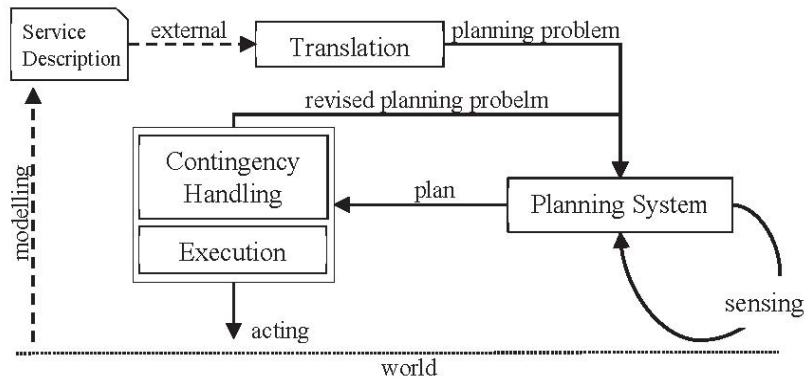 Service
Description
external
Translation
planning problem
revised planning probelm
Contingency
Handling
plan
Planning System
modelling
Execution
sensing
acting
world